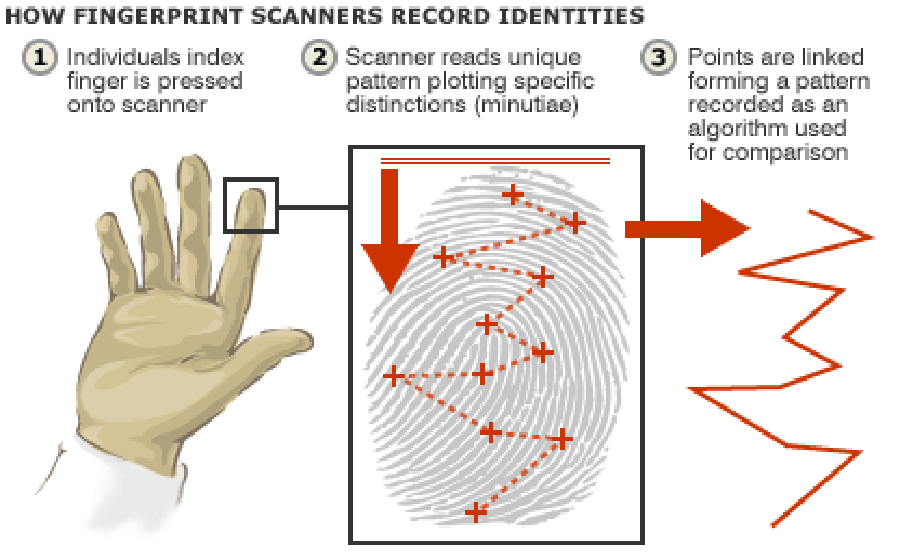 HOW FINGERPRINT SCANNERS RECORD IDENTITIES
1
Individuals index
finger is pressed
onto scanner
2
Scanner reads unique
pattern plotting specific
distinctions (minutiae)
3
Points are linked
forming a pattern
recorded as an
algorithm used
for comparison